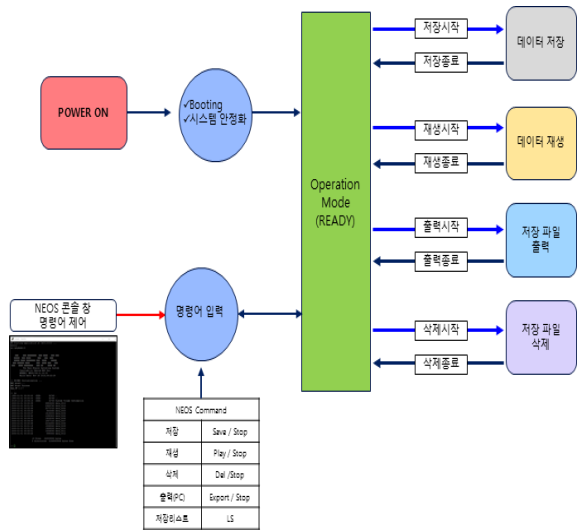 POWER ON
✓Booting
✓시스템 안정화
Operation
Mode
(READY)
저장시작
저장종료
데이터 저장
재생시작
재생종료
데이터 재생
출력시작
출력종료
저장 파일
출력
삭제시작
삭제종료
저장 파일
삭제
NEOS 콘솔 창
명령어 제어
명령어 입력
NEOS Command
저장 Save / Stop
재생 Play / Stop
삭제 Del /Stop
출력(PC) Export / Stop
저장리스트 LS